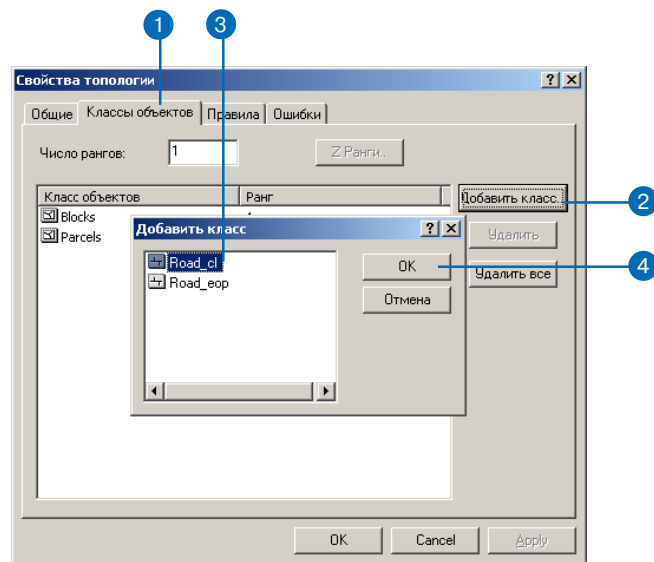 1 3
Свойства топологии
Общие Классы объектов Правила Ошибки
Число рангов: 1 Z Ранги..
Класс объектов Ранг Добавить класс.. 2
Blocks
Parcels
Добавить класс
Удалить
Road_cl OK 4
Удалить все
Road_eop Отмена
OK Cancel Apply